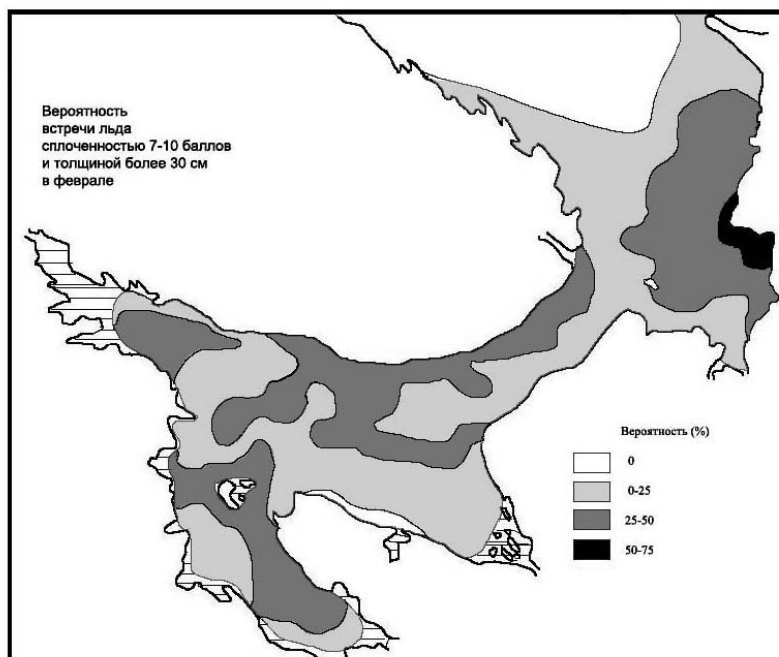 Вероятность
встречи льда
сплоченностью 7-10 баллов
и толщиной более 30 см
в феврале
Вероятность (%)
0
0-25
25-50
50-75